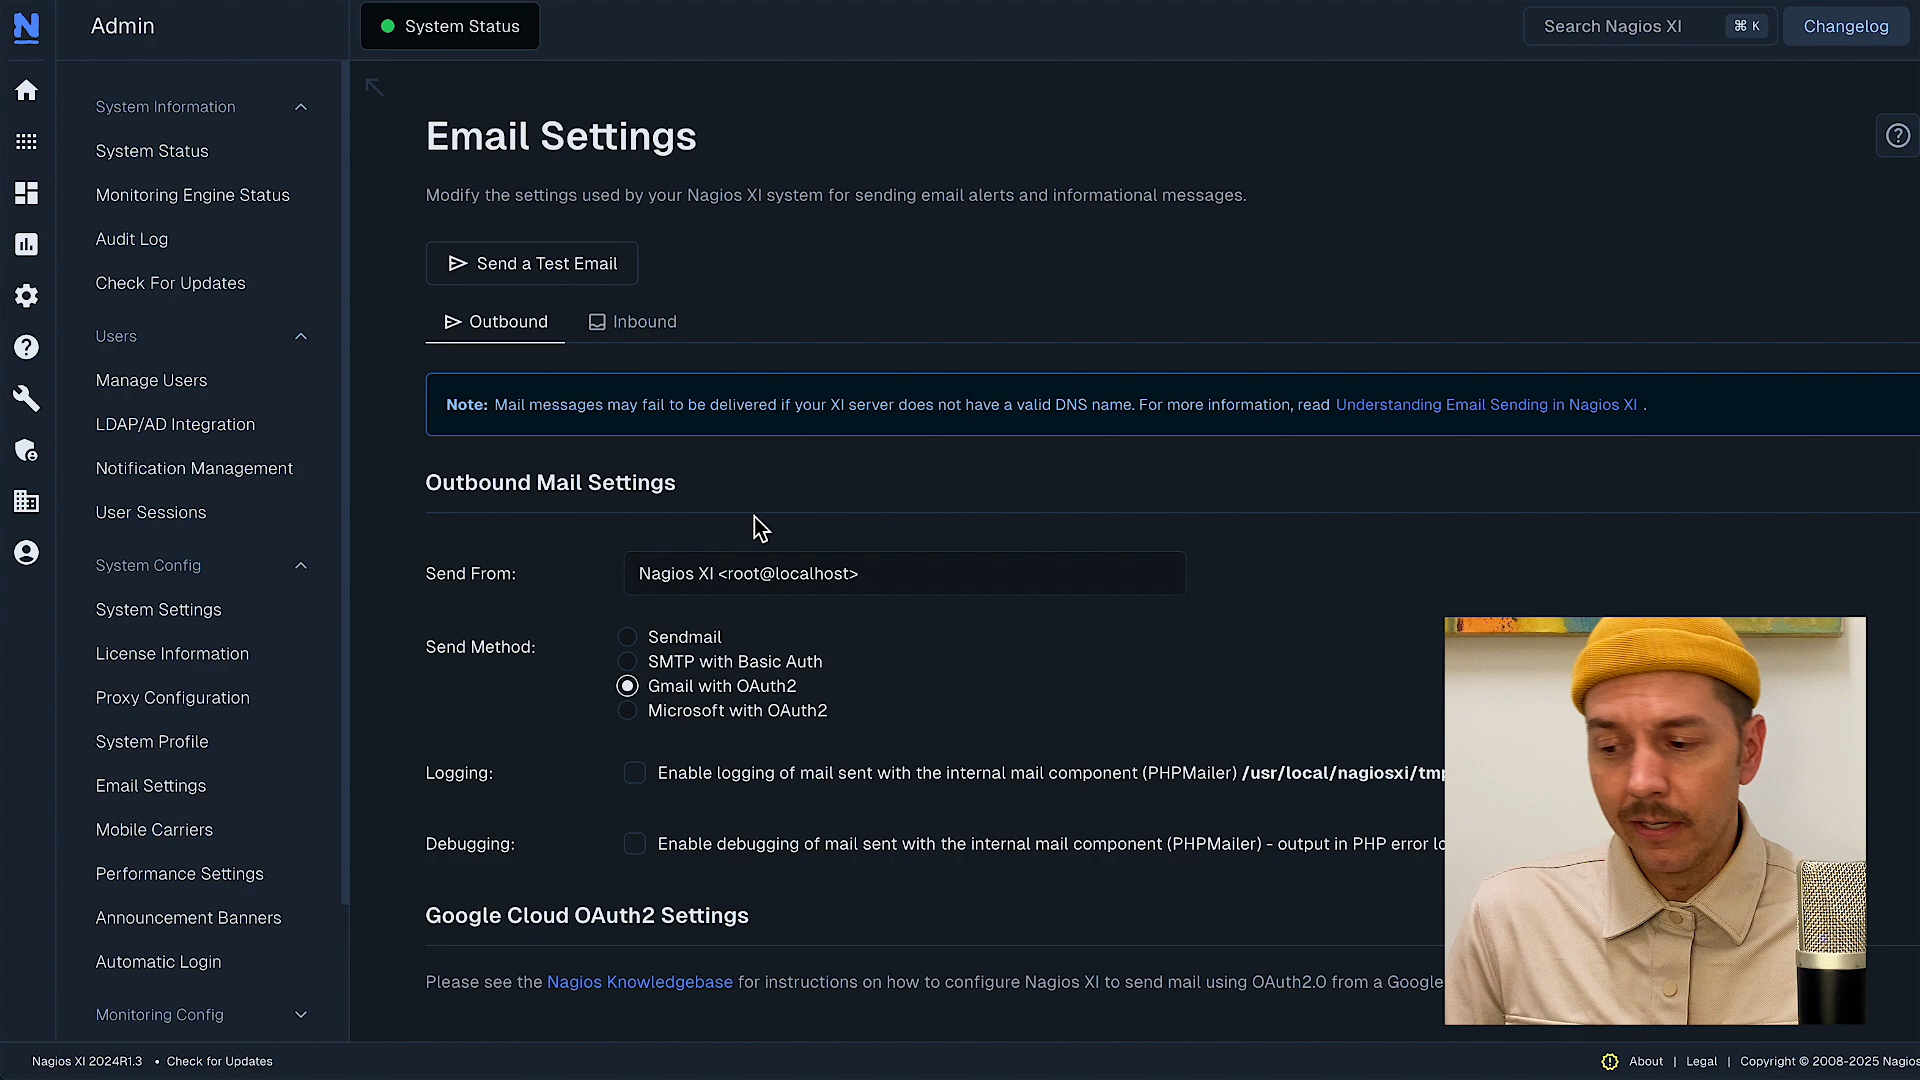 Admin
System Status
Search Nagios XI
⌘ K
Changelog
System Information
System Status
Monitoring Engine Status
Audit Log
Check For Updates
Users
Manage Users
LDAP/AD Integration
Notification Management
User Sessions
System Config
System Settings
License Information
Proxy Configuration
System Profile
Email Settings
Mobile Carriers
Performance Settings
Announcement Banners
Automatic Login
Monitoring Config
Email Settings
Modify the settings used by your Nagios XI system for sending email alerts and informational messages.
Send a Test Email
Outbound
Inbound
Note: Mail messages may fail to be delivered if your XI server does not have a valid DNS name. For more information, read Understanding Email Sending in Nagios XI .
Outbound Mail Settings
Send From:
Nagios XI <root@localhost>
Send Method:
Sendmail
SMTP with Basic Auth
Gmail with OAuth2
Microsoft with OAuth2
Logging:
Enable logging of mail sent with the internal mail component (PHPMailer) /usr/local/nagiosxi/tmp
Debugging:
Enable debugging of mail sent with the internal mail component (PHPMailer) - output in PHP error lo
Google Cloud OAuth2 Settings
Please see the Nagios Knowledgebase for instructions on how to configure Nagios XI to send mail using OAuth2.0 from a Google
Nagios XI 2024R1.3 • Check for Updates
About | Legal | Copyright © 2008-2025 Nagios